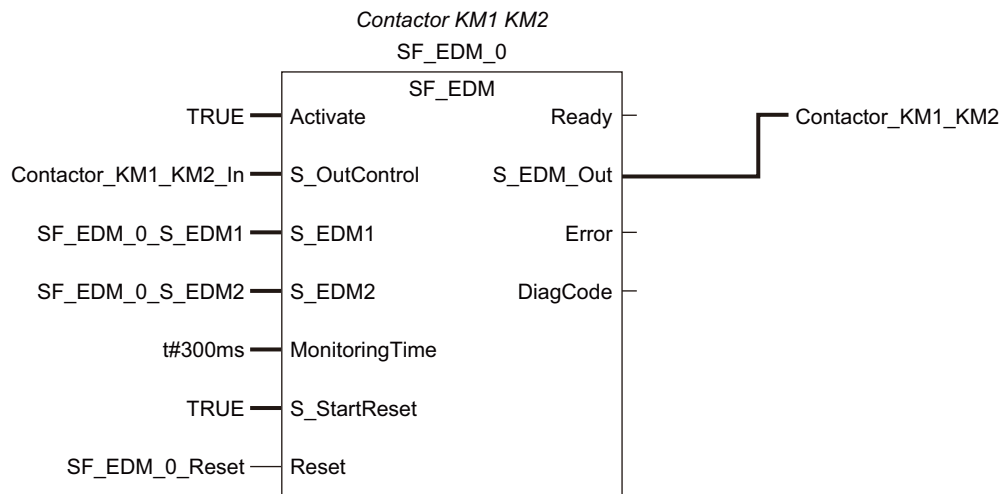 Contactor KM1 KM2
SF_EDM_0
SF_EDM
TRUE Activate Ready Contactor_KM1_KM2
Contactor_KM1_KM2_In S_OutControl S_EDM_Out
SF_EDM_0_S_EDM1 S_EDM1 Error
SF_EDM_0_S_EDM2 S_EDM2 DiagCode
t#300ms MonitoringTime
TRUE S_StartReset
SF_EDM_0_Reset Reset